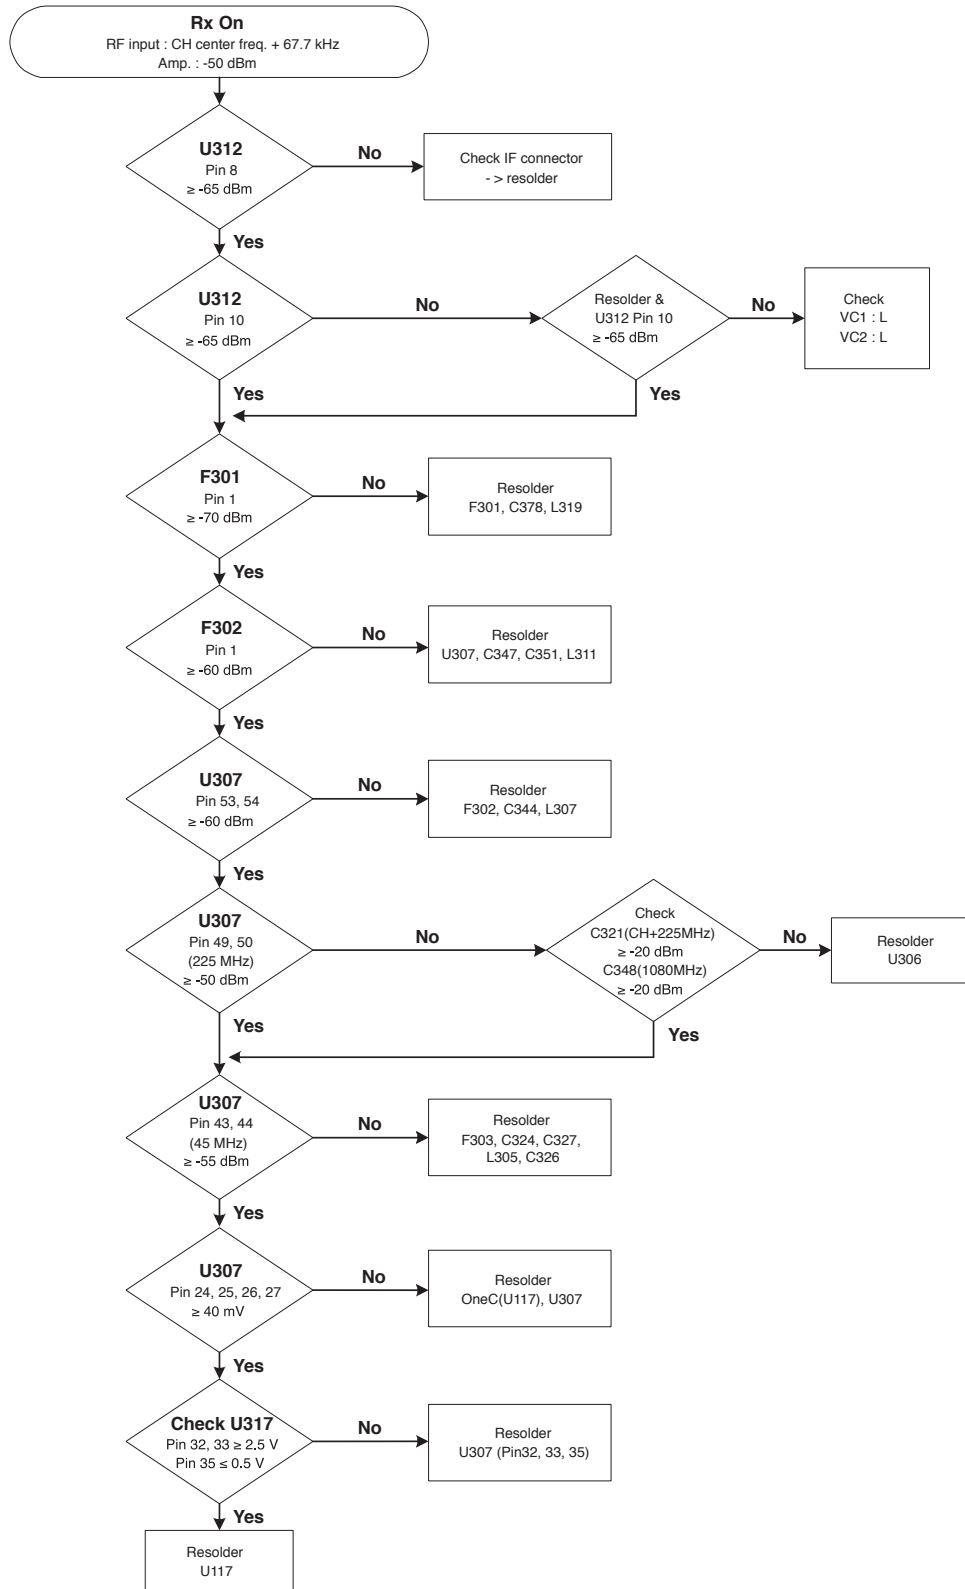 Rx On
RF input : CH center freq. + 67.7 kHz
Amp. : -50 dBm
U312
Pin 8
≥ -65 dBm
No
Check IF connector
- > resolder
Yes
U312
Pin 10
≥ -65 dBm
No
Resolder &
U312 Pin 10
≥ -65 dBm
No
Check
VC1 : L
VC2 : L
Yes
Yes
F301
Pin 1
≥ -70 dBm
No
Resolder
F301, C378, L319
Yes
F302
Pin 1
≥ -60 dBm
No
Resolder
U307, C347, C351, L311
Yes
U307
Pin 53, 54
≥ -60 dBm
No
Resolder
F302, C344, L307
Yes
U307
Pin 49, 50
(225 MHz)
≥ -50 dBm
No
Check
C321(CH+225MHz)
≥ -20 dBm
C348(1080MHz)
≥ -20 dBm
No
Resolder
U306
Yes
Yes
U307
Pin 43, 44
(45 MHz)
≥ -55 dBm
No
Resolder
F303, C324, C327,
L305, C326
Yes
U307
Pin 24, 25, 26, 27
≥ 40 mV
No
Resolder
OneC(U117), U307
Yes
Check U317
Pin 32, 33 ≥ 2.5 V
Pin 35 ≤ 0.5 V
No
Resolder
U307 (Pin32, 33, 35)
Yes
Resolder
U117